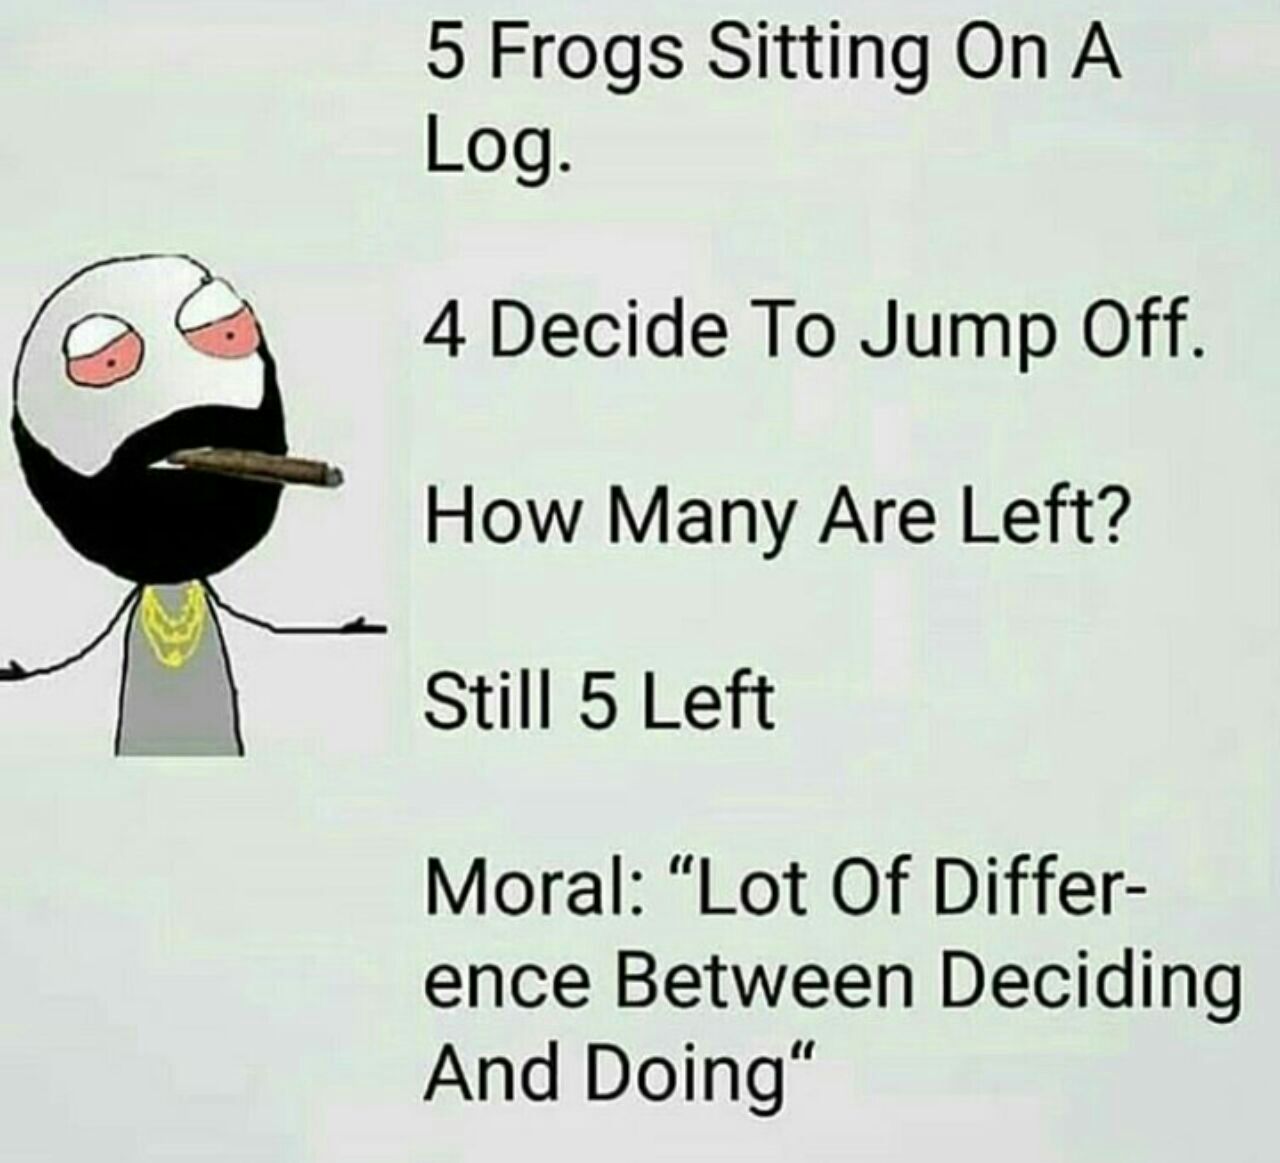 5 Frogs Sitting On A
Log.
4 Decide To Jump Off.
How Many Are Left?
Still 5 Left
Moral: “Lot Of Differ-
ence Between Deciding
And Doing“